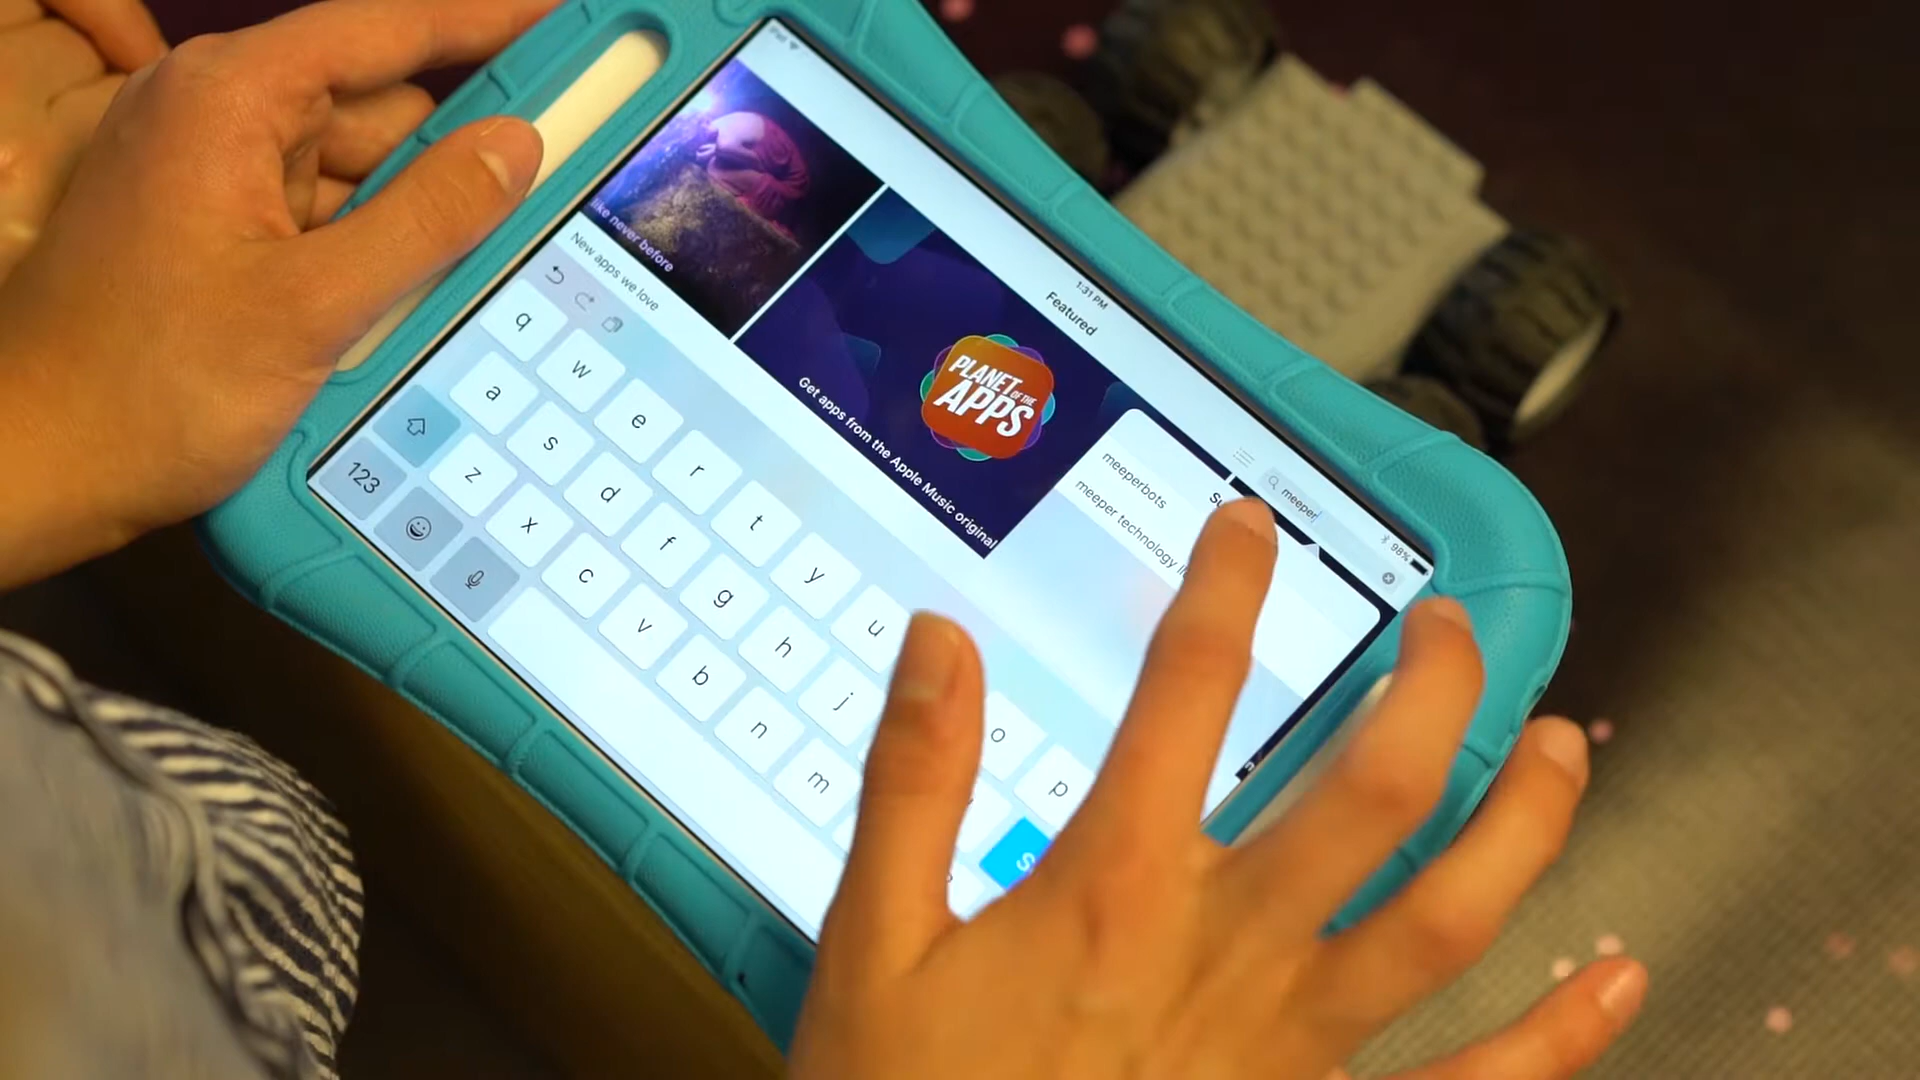 iPad
1:31 PM
98%
Featured
meeper
like never before
PLANET OF THE
APPS
Get apps from the Apple Music original
New apps we love
meeperbots
meeper technology
q w e r t y u o p
a s d f g h j
z x c v b n m
123